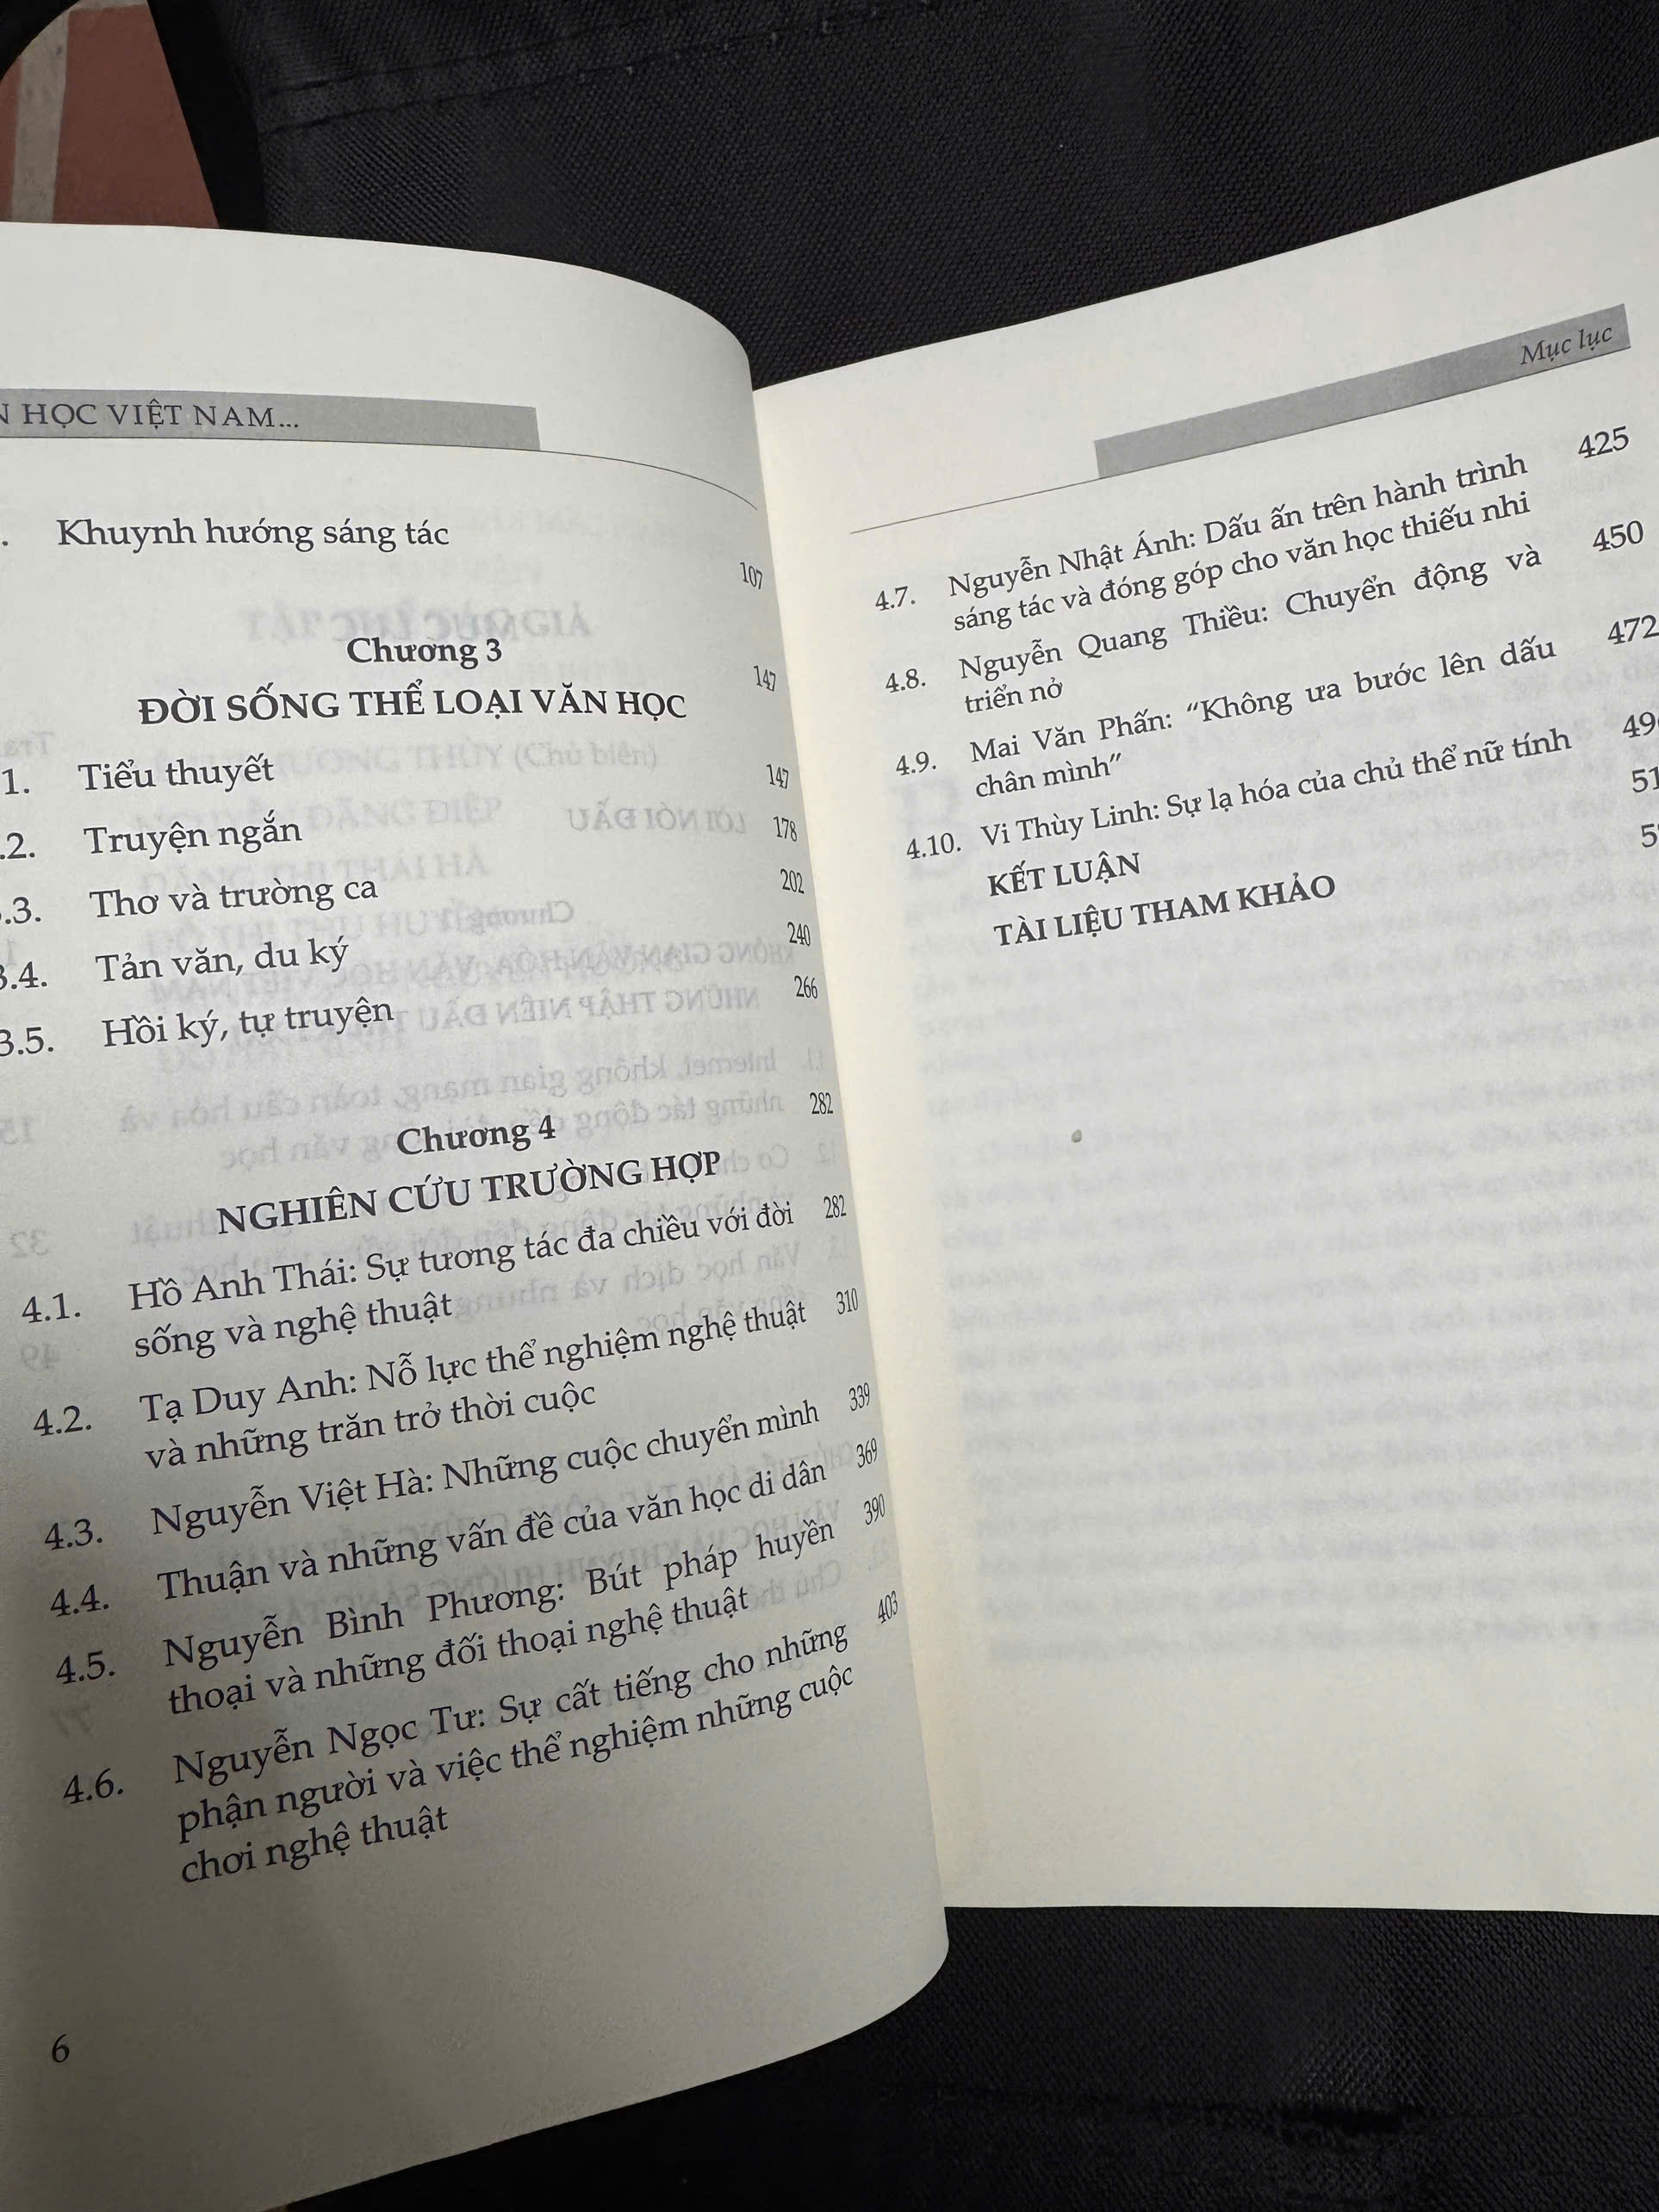 N HỌC VIỆT NAM...
. Khuynh hướng sáng tác 107
Chương 3
ĐỜI SỐNG THỂ LOẠI VĂN HỌC 147
1. Tiểu thuyết 147
.2. Truyện ngắn 178
.3. Thơ và trường ca 202
3.4. Tản văn, du ký 240
3.5. Hồi ký, tự truyện 266
Chương 4
NGHIÊN CỨU TRƯỜNG HỢP 282
4.1. Hồ Anh Thái: Sự tương tác đa chiều với đời 282
sống và nghệ thuật
4.2. Tạ Duy Anh: Nỗ lực thể nghiệm nghệ thuật 310
và những trăn trở thời cuộc
4.3. Nguyễn Việt Hà: Những cuộc chuyển mình 339
4.4. Thuận và những vấn đề của văn học di dân 369
4.5. Nguyễn Bình Phương: Bút pháp huyền 390
thoại và những đối thoại nghệ thuật
4.6. Nguyễn Ngọc Tư: Sự cất tiếng cho những 403
phận người và việc thể nghiệm những cuộc
chơi nghệ thuật
6
Mục lục
4.7. Nguyễn Nhật Ánh: Dấu ấn trên hành trình 425
sáng tác và đóng góp cho văn học thiếu nhi
4.8. Nguyễn Quang Thiều: Chuyển động và 450
triển nở
4.9. Mai Văn Phấn: "Không ưa bước lên dấu 472
chân mình"
4.10. Vi Thùy Linh: Sự lạ hóa của chủ thể nữ tính
KẾT LUẬN
TÀI LIỆU THAM KHẢO